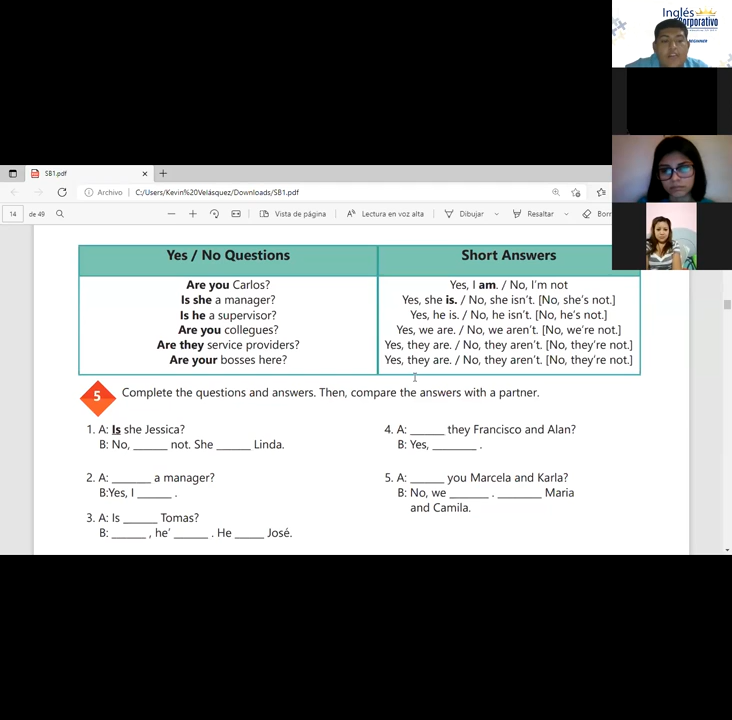 Inglés
Corporativo
SB1.pdf
Archivo
C:/Users/Kevin%20Velásquez/Downloads/SB1.pdf
14 de 49
Vista de página
Lectura en voz alta
Dibujar
Resaltar
Borr
Yes / No Questions
Short Answers
Are you Carlos?
Yes, I am. / No, I'm not
Is she a manager?
Yes, she is. / No, she isn't. [No, she's not.]
Is he a supervisor?
Yes, he is. / No, he isn't. [No, he's not.]
Are you collegues?
Yes, we are. / No, we aren't. [No, we're not.]
Are they service providers?
Yes, they are. / No, they aren't. [No, they're not.]
Are your bosses here?
Yes, they are. / No, they aren't. [No, they're not.]
5 Complete the questions and answers. Then, compare the answers with a partner.
1. A: Is she Jessica?
B: No, ______ not. She ______ Linda.
2. A: _______ a manager?
B:Yes, I ______ .
3. A: Is ______ Tomas?
B: ______ , he' ______ . He _____ José.
4. A: ______ they Francisco and Alan?
B: Yes, ________ .
5. A: ______ you Marcela and Karla?
B: No, we _______ . ________ Maria
and Camila.